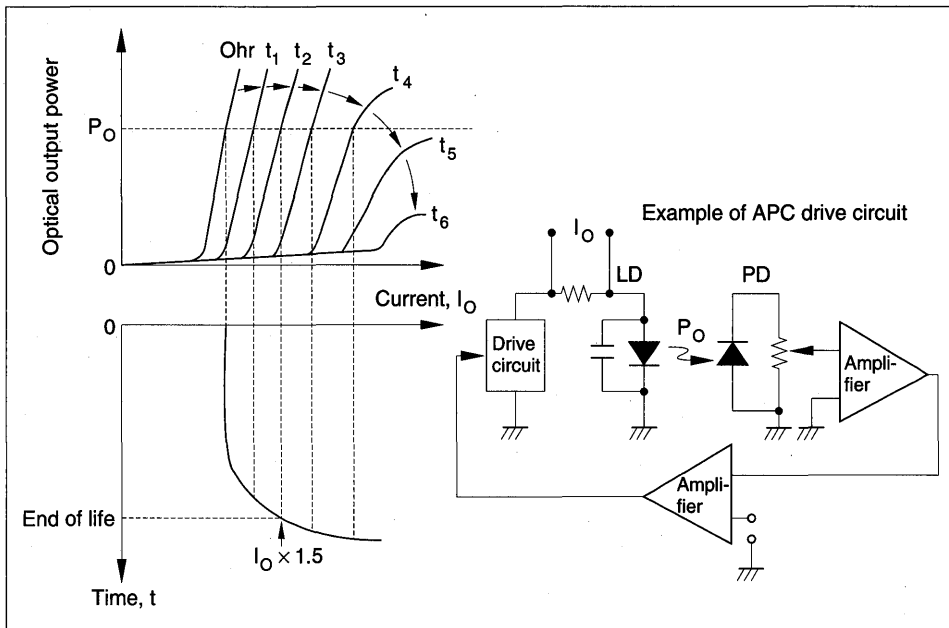 Optical output power
Ohr t1 t2 t3 t4
PO
t5
t6
0
Current, IO
0
End of life
IO × 1.5
Time, t
Example of APC drive circuit
IO
LD
PD
PO
Drive
circuit
Ampli-
fier
Ampli-
fier